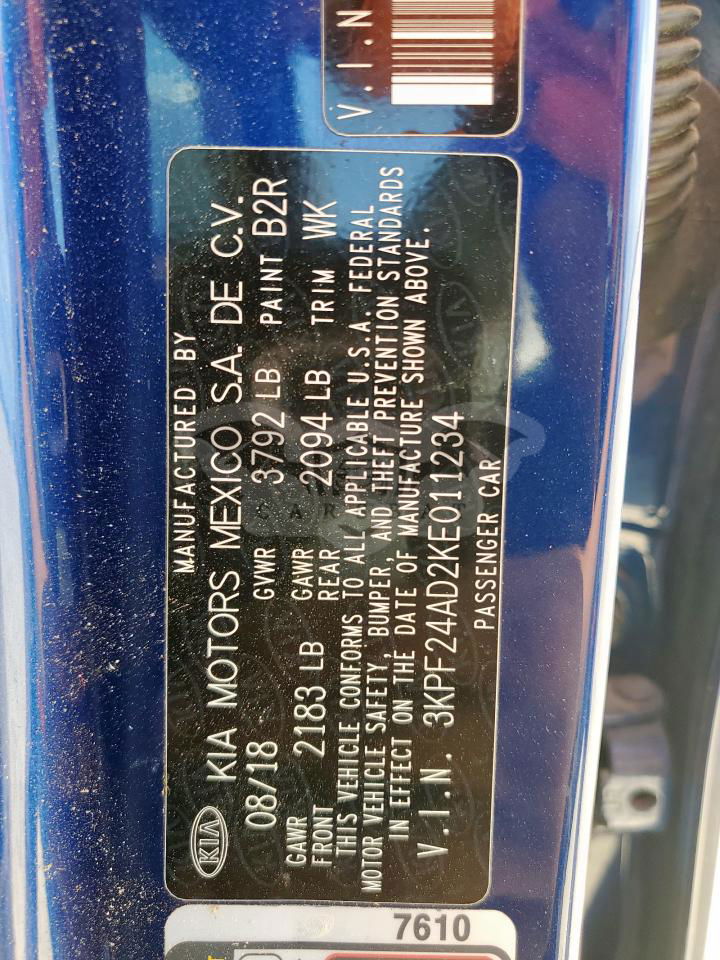 V.I.N
MANUFACTURED BY
KIA KIA MOTORS MEXICO S.A. DE C.V.
08/18 GVWR 3792 LB PAINT B2R
GAWR FRONT 2183 LB GAWR REAR 2094 LB TRIM WK
THIS VEHICLE CONFORMS TO ALL APPLICABLE U.S.A. FEDERAL
MOTOR VEHICLE SAFETY, BUMPER, AND THEFT PREVENTION STANDARDS
IN EFFECT ON THE DATE OF MANUFACTURE SHOWN ABOVE.
V.I.N. 3KPF24AD2KE011234
PASSENGER CAR
7610